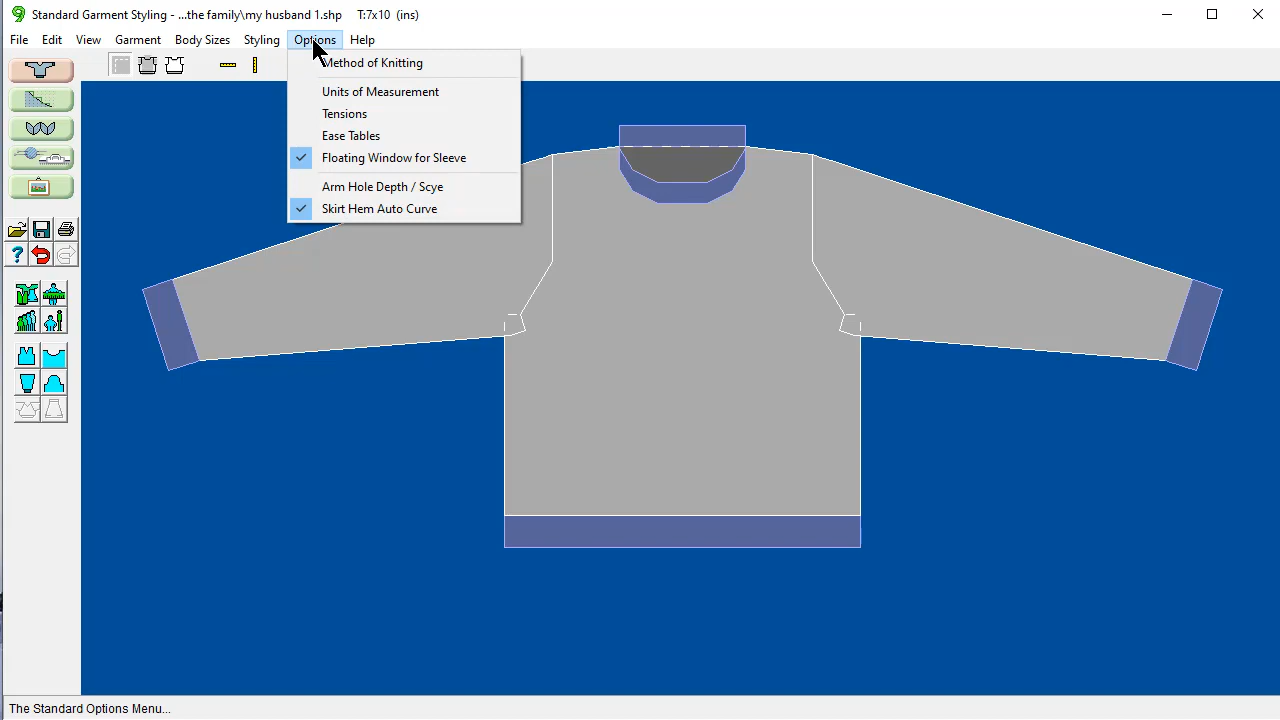 Standard Garment Styling - ...the family\my husband 1.shp T:7x10 (ins)
File Edit View Garment Body Sizes Styling Options Help
Method of Knitting
Units of Measurement
Tensions
Ease Tables
Floating Window for Sleeve
Arm Hole Depth / Scye
Skirt Hem Auto Curve
?
The Standard Options Menu...